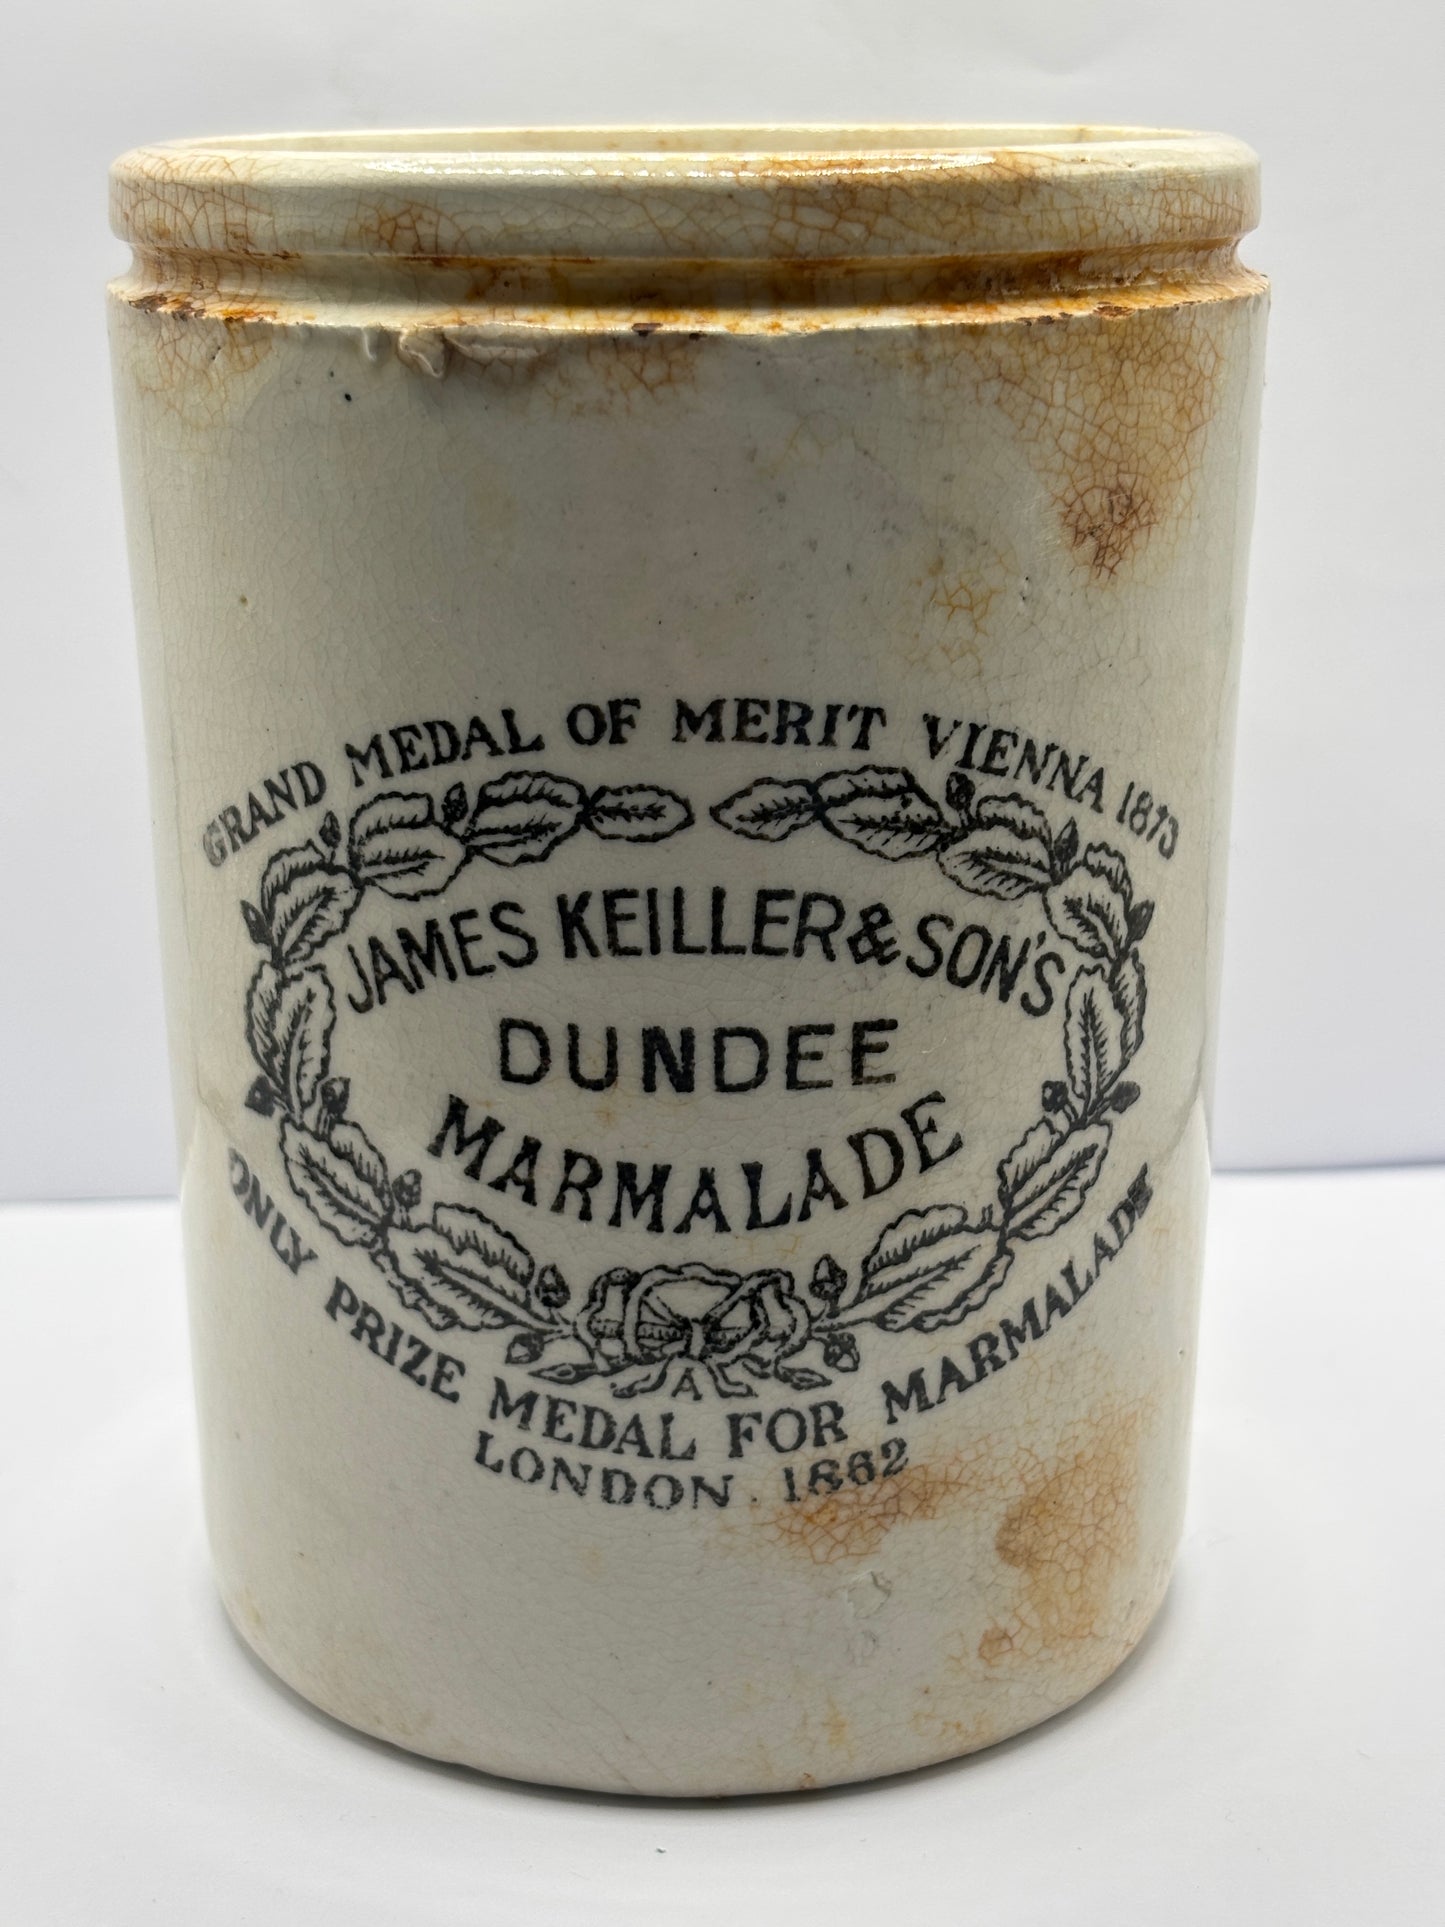 GRAND MEDAL OF MERIT VIENNA 1873
JAMES KEILLER & SON'S
DUNDEE
MARMALADE
A
ONLY PRIZE MEDAL FOR MARMALADE
LONDON. 1862